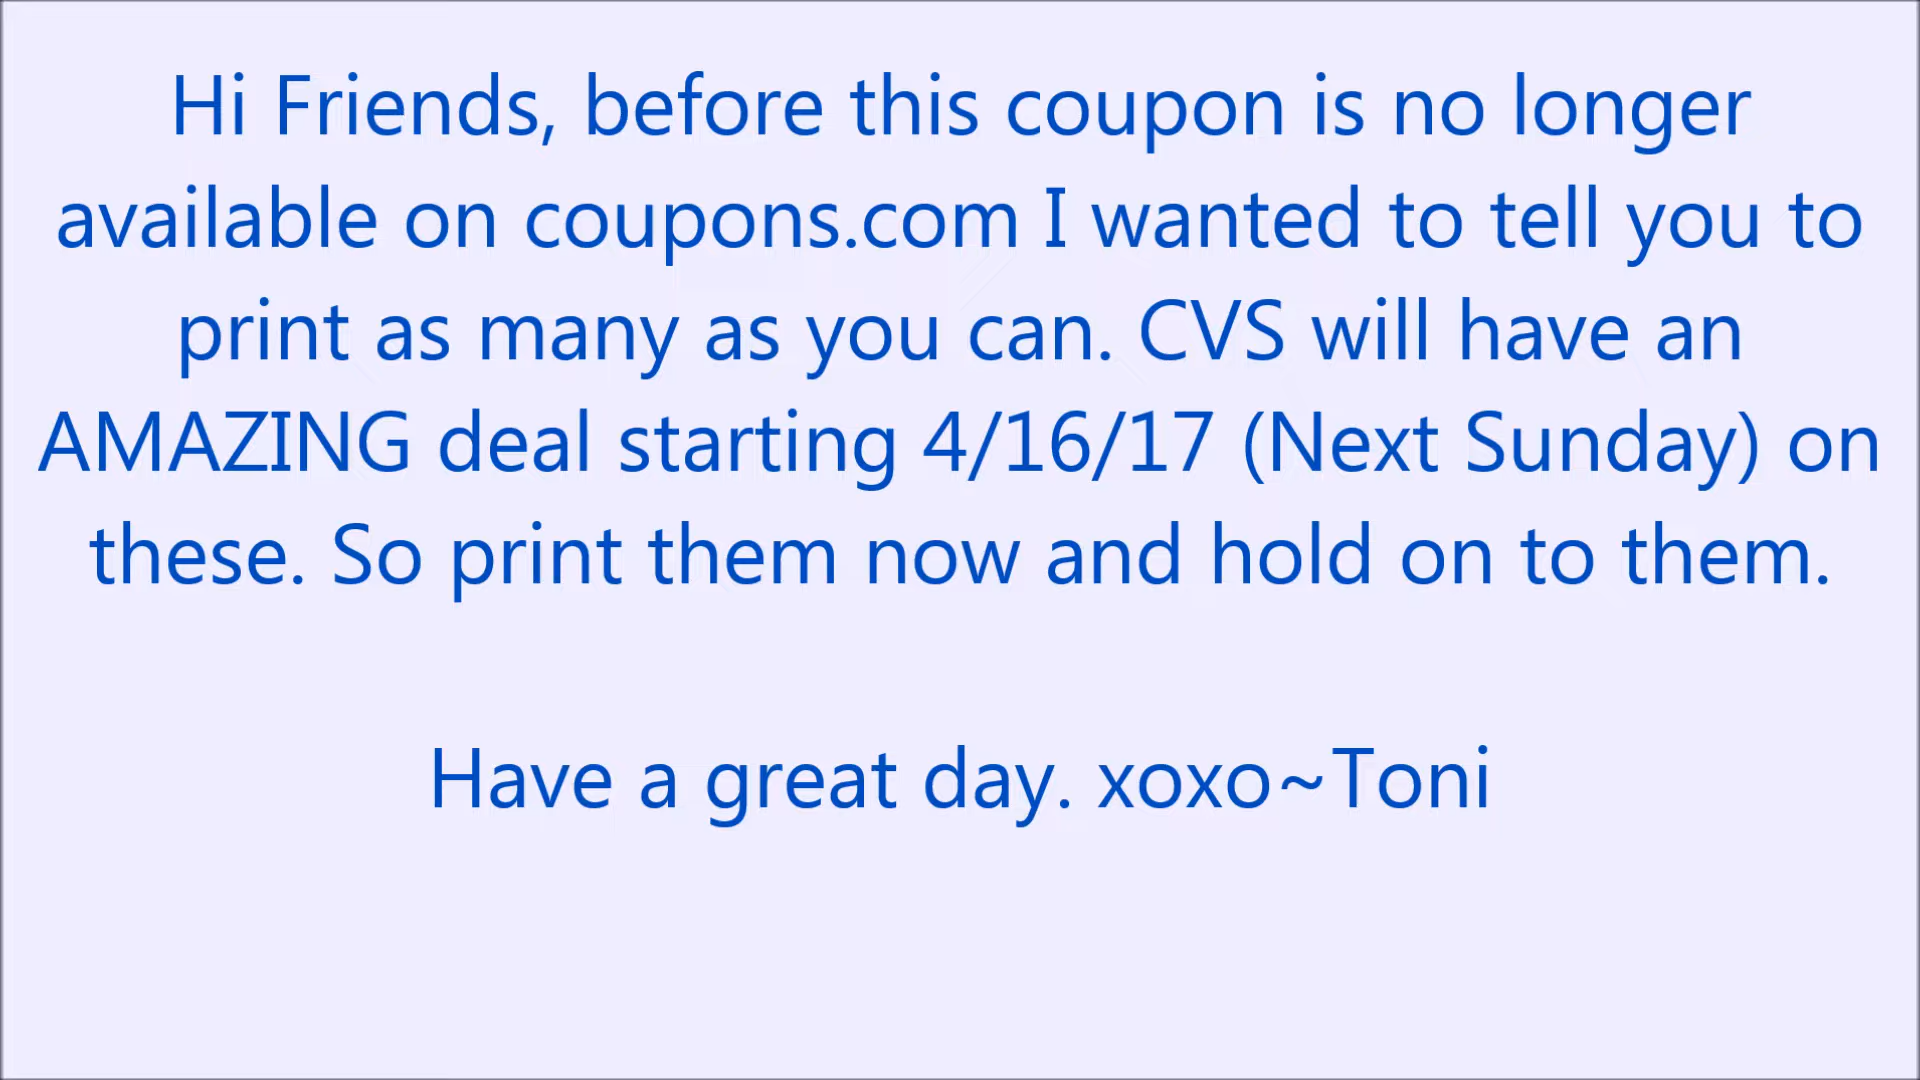 Hi Friends, before this coupon is no longer
available on coupons.com I wanted to tell you to
print as many as you can. CVS will have an
AMAZING deal starting 4/16/17 (Next Sunday) on
these. So print them now and hold on to them.
Have a great day. xoxo~Toni